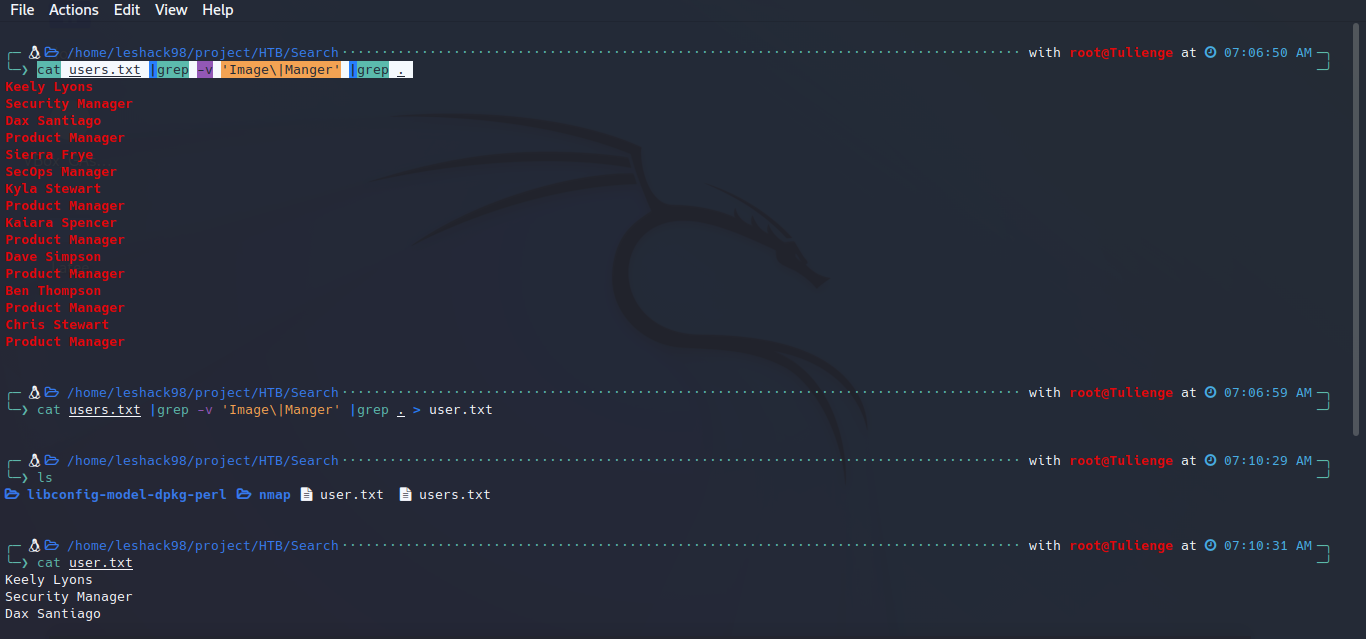 File Actions Edit View Help
/home/leshack98/project/HTB/Search with root@Tulienge at 07:06:50 AM
cat users.txt |grep -v 'Image\|Manger' |grep .
Keely Lyons
Security Manager
Dax Santiago
Product Manager
Sierra Frye
SecOps Manager
Kyla Stewart
Product Manager
Kaiara Spencer
Product Manager
Dave Simpson
Product Manager
Ben Thompson
Product Manager
Chris Stewart
Product Manager
/home/leshack98/project/HTB/Search with root@Tulienge at 07:06:59 AM
cat users.txt |grep -v 'Image\|Manger' |grep . > user.txt
/home/leshack98/project/HTB/Search with root@Tulienge at 07:10:29 AM
ls
libconfig-model-dpkg-perl nmap user.txt users.txt
/home/leshack98/project/HTB/Search with root@Tulienge at 07:10:31 AM
cat user.txt
Keely Lyons
Security Manager
Dax Santiago